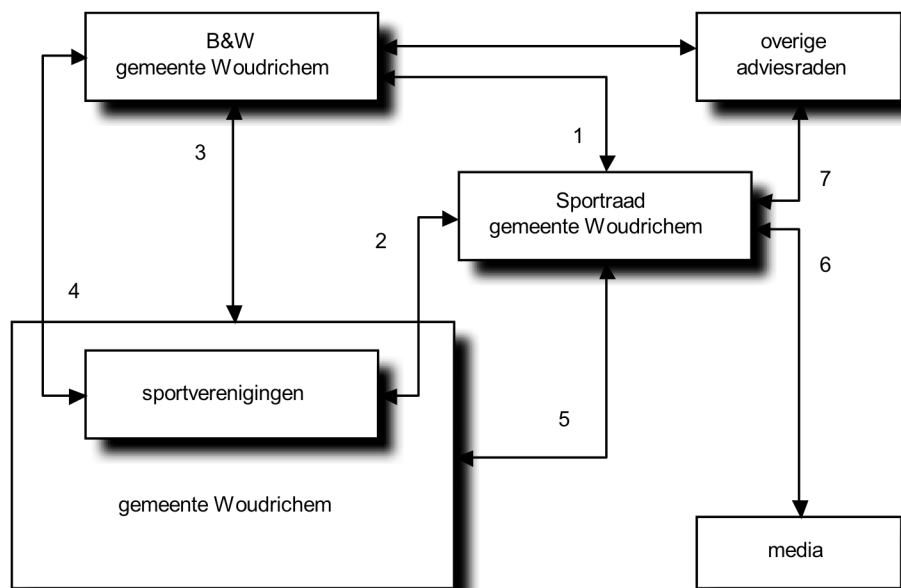 B&W
gemeente Woudrichem
overige
adviesraden
1
3
7
Sportraad
gemeente Woudrichem
2
6
4
sportverenigingen
5
gemeente Woudrichem
media